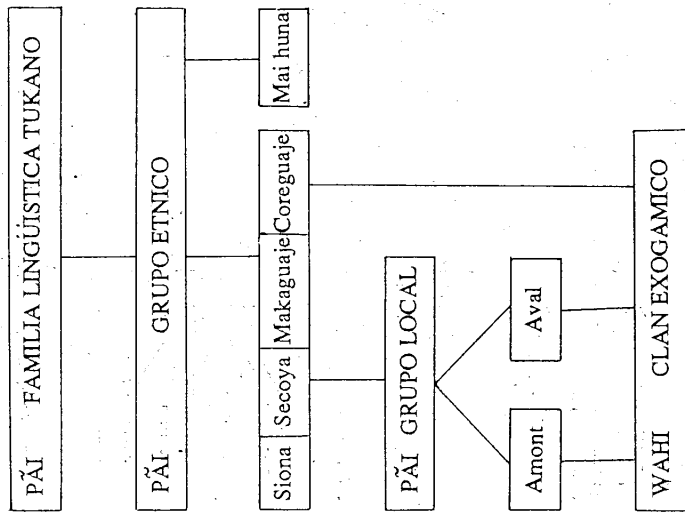 PÃI FAMILIA LINGÜISTICA TUKANO
PÃI GRUPO ETNICO
Siona Secoya Makaguaje Coreguaje Mai huna
PÃI GRUPO LOCAL
Amont. Aval
WAHI CLAN EXOGAMICO